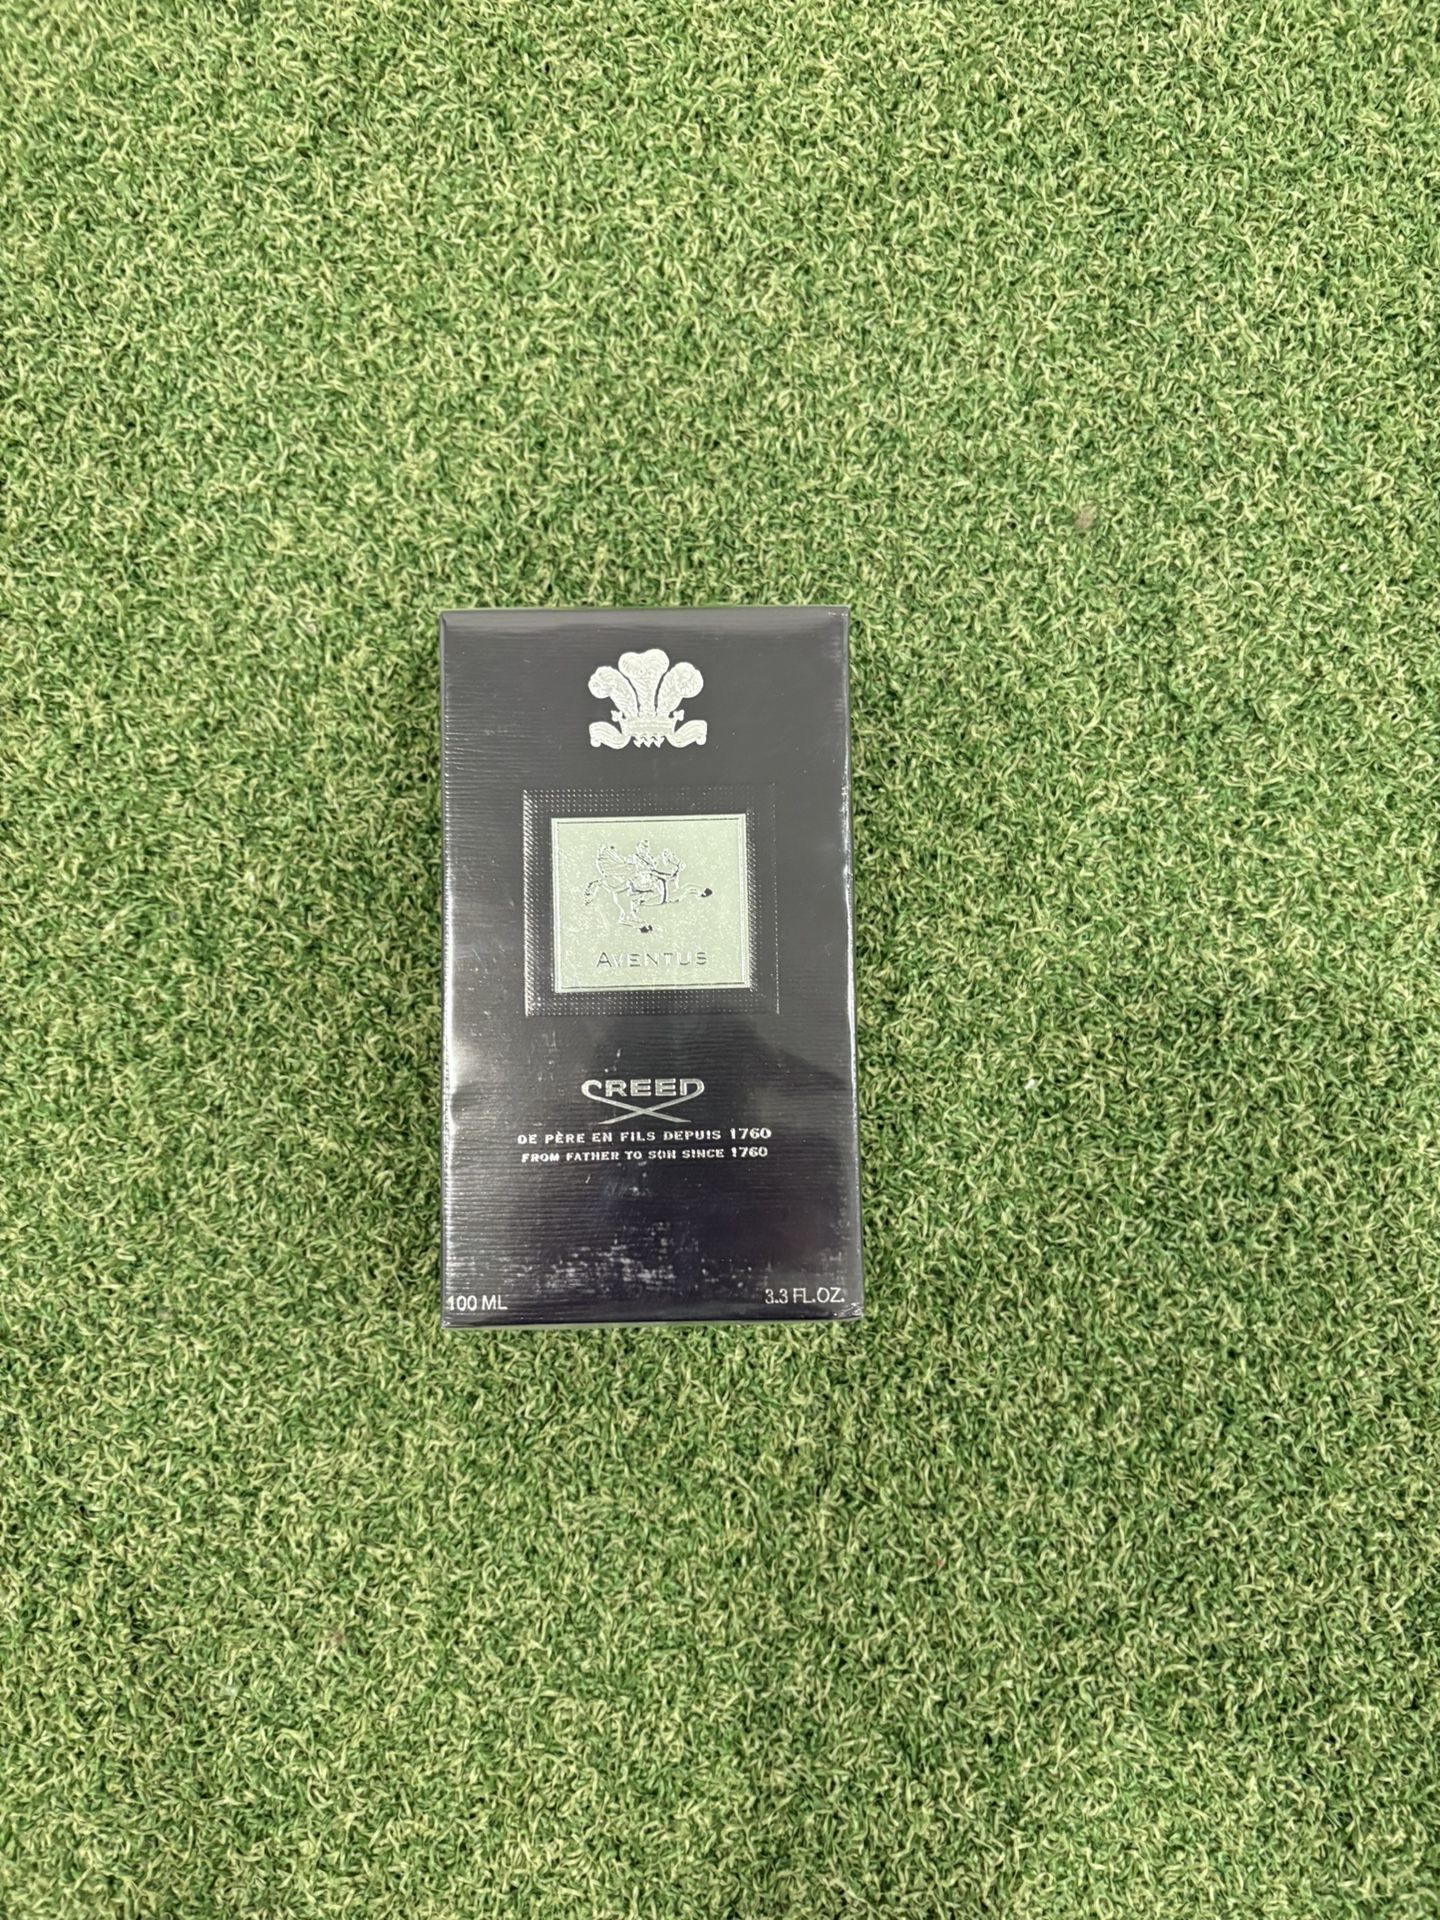 AVENTUS
CREED
DE PÈRE EN FILS DEPUIS 1760
FROM FATHER TO SON SINCE 1760
100 ML
3.3 FL.OZ.